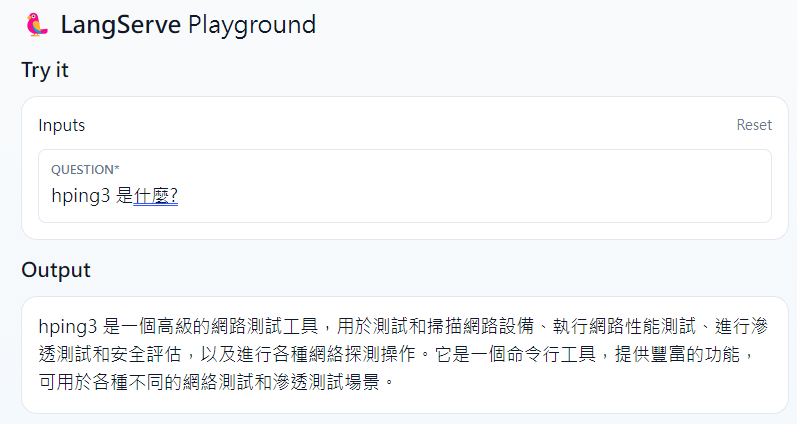 LangServe Playground
Try it
Inputs
Reset
QUESTION*
hping3 是什麼?
Output
hping3 是一個高級的網路測試工具，用於測試和掃描網路設備、執行網路性能測試、進行滲
透測試和安全評估，以及進行各種網絡探測操作。它是一個命令行工具，提供豐富的功能，
可用於各種不同的網絡測試和滲透測試場景。